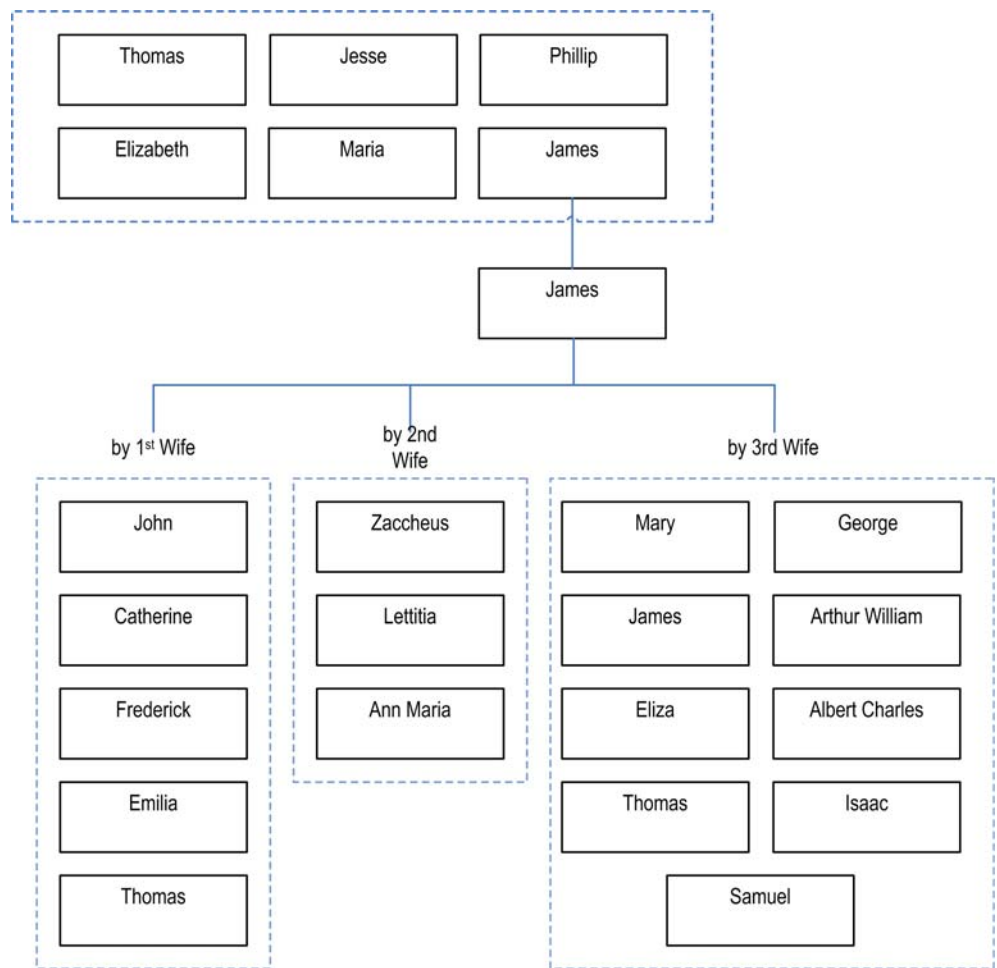 Thomas
Jesse
Phillip
Elizabeth
Maria
James
James
by 1st Wife
by 2nd
Wife
by 3rd Wife
John
Catherine
Frederick
Emilia
Thomas
Zaccheus
Lettitia
Ann Maria
Mary
George
James
Arthur William
Eliza
Albert Charles
Thomas
Isaac
Samuel